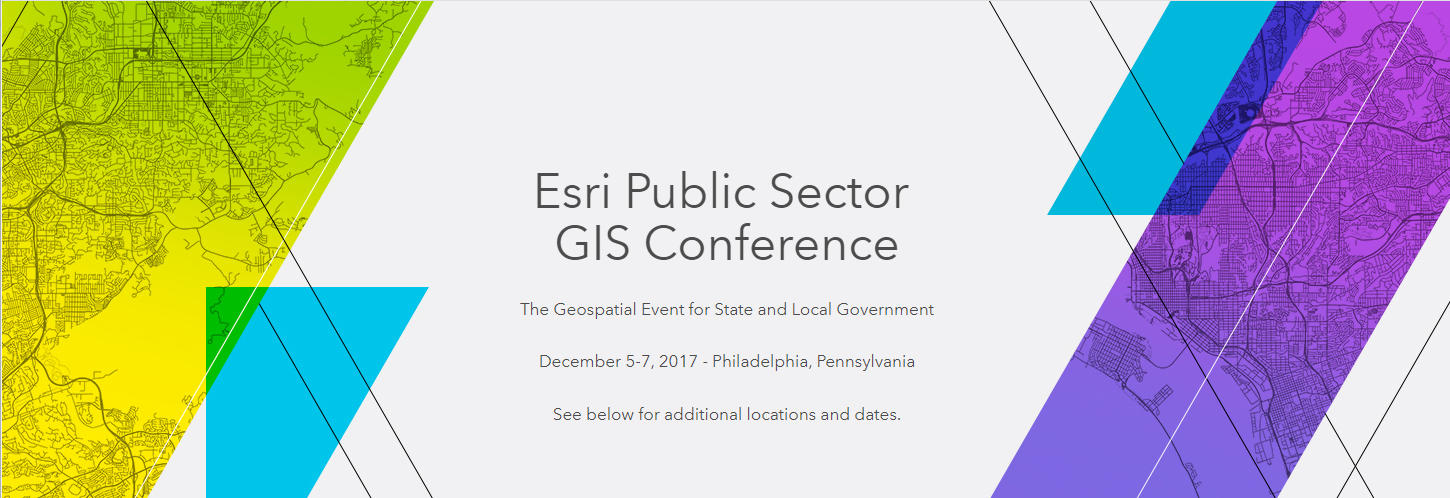 Esri Public Sector
GIS Conference
The Geospatial Event for State and Local Government
December 5-7, 2017 - Philadelphia, Pennsylvania
See below for additional locations and dates.